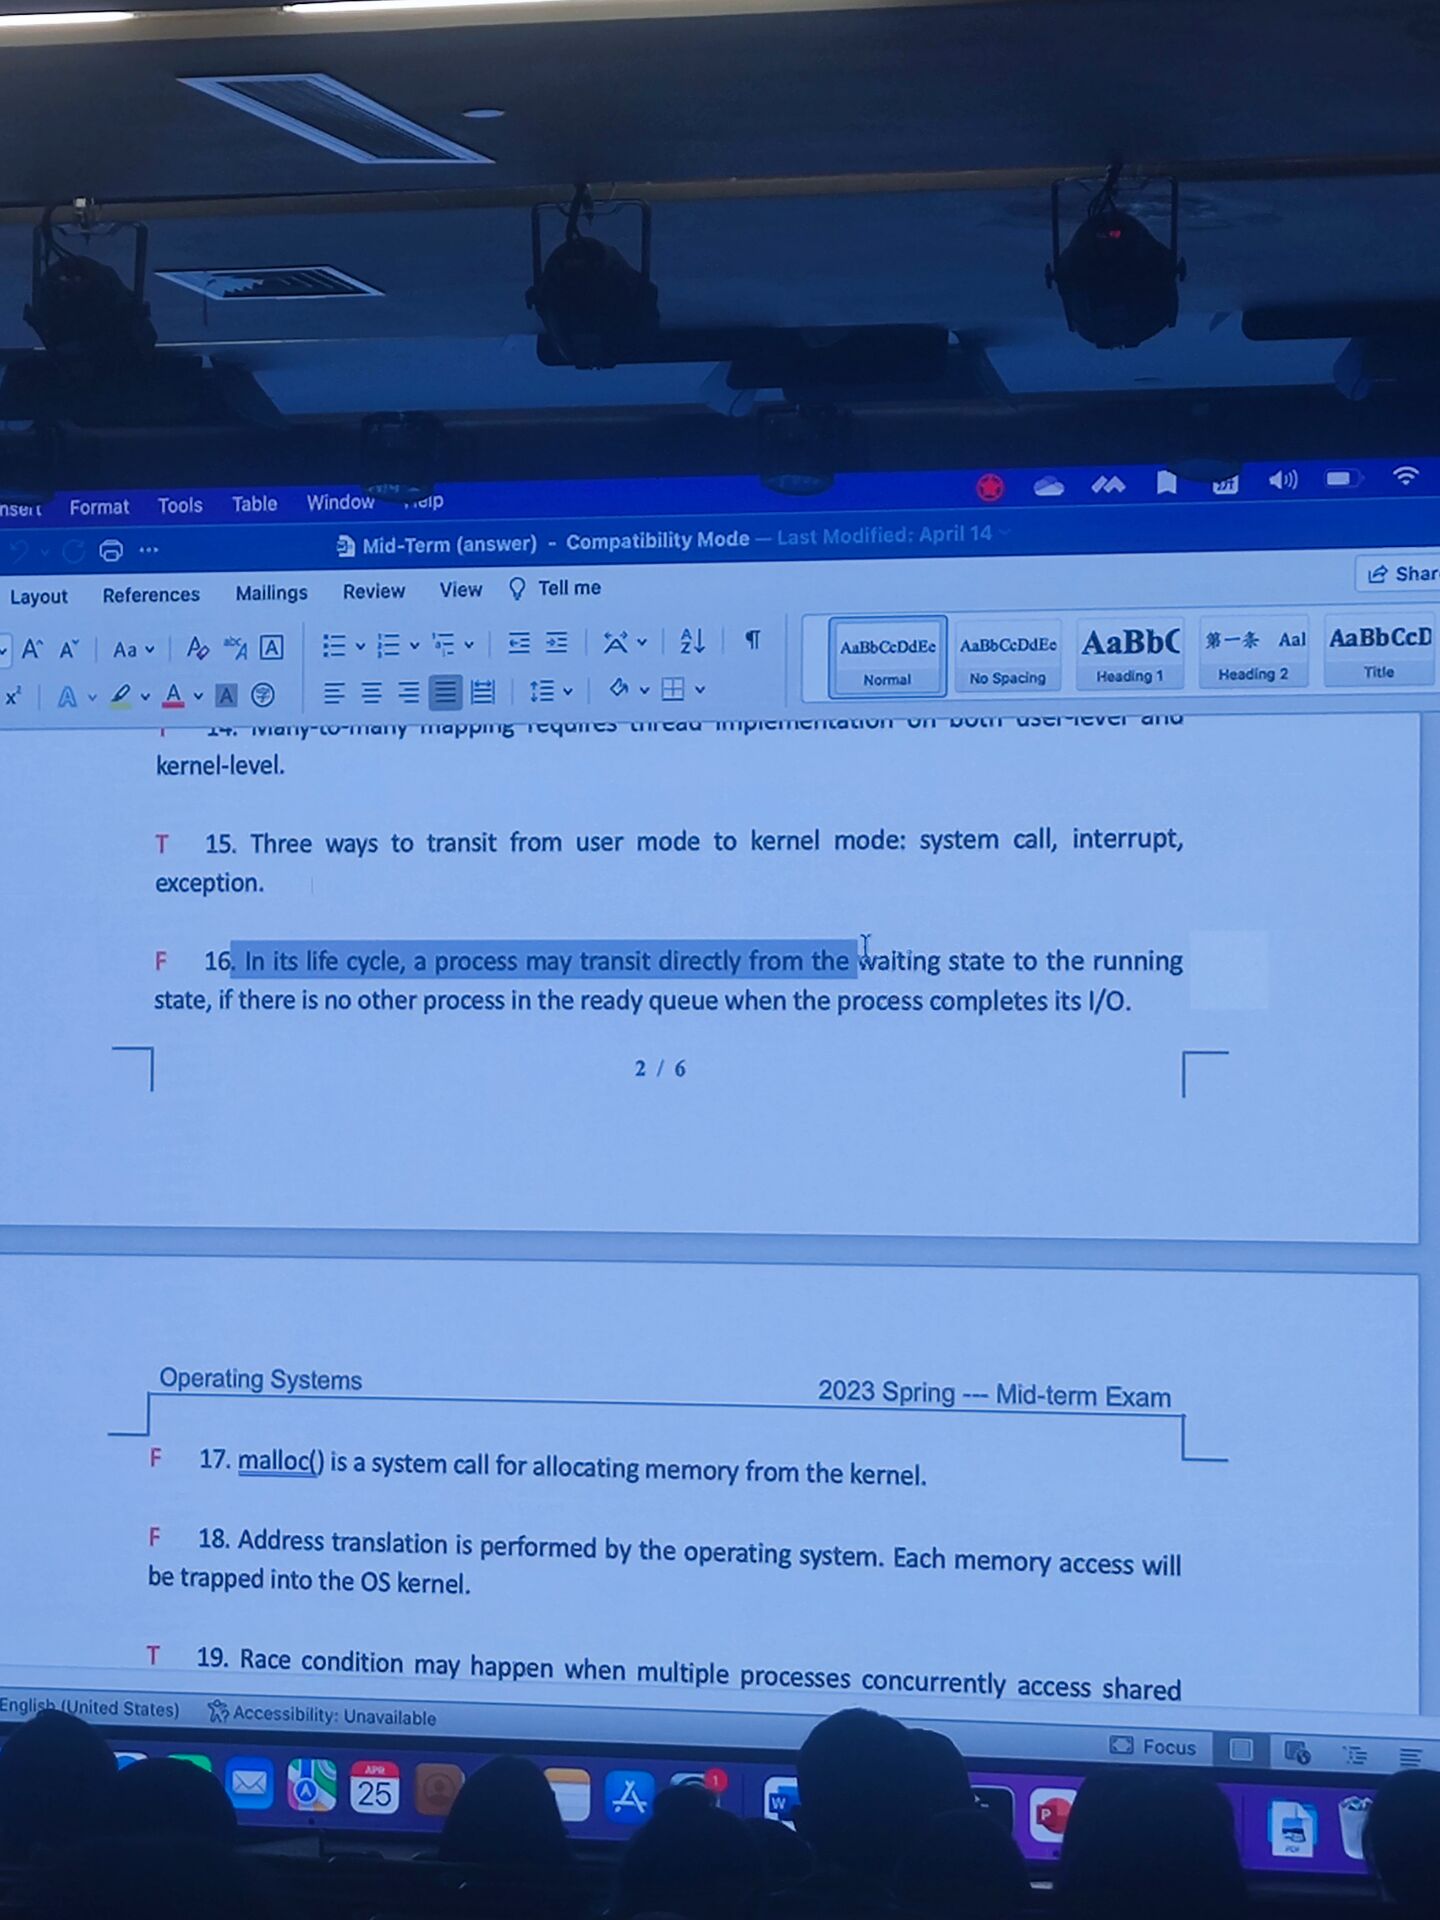 Format Tools Table Window
Mid-Term (answer) - Compatibility Mode — Last Modified: April 14
Layout References Mailings Review View Tell me
Shar
Aa
AaBbCcDdEe AaBbCcDdEe AaBbC 第一条 Aal AaBbCcD
Normal No Spacing Heading 1 Heading 2 Title
14. Many-to-many mapping requires thread implementation on both user-level and
kernel-level.
T 15. Three ways to transit from user mode to kernel mode: system call, interrupt,
exception.
F 16. In its life cycle, a process may transit directly from the waiting state to the running
state, if there is no other process in the ready queue when the process completes its I/O.
2 / 6
Operating Systems 2023 Spring --- Mid-term Exam
F 17. malloc() is a system call for allocating memory from the kernel.
F 18. Address translation is performed by the operating system. Each memory access will
be trapped into the OS kernel.
T 19. Race condition may happen when multiple processes concurrently access shared
English (United States) Accessibility: Unavailable
Focus
APR
25
1
W
P
PDF